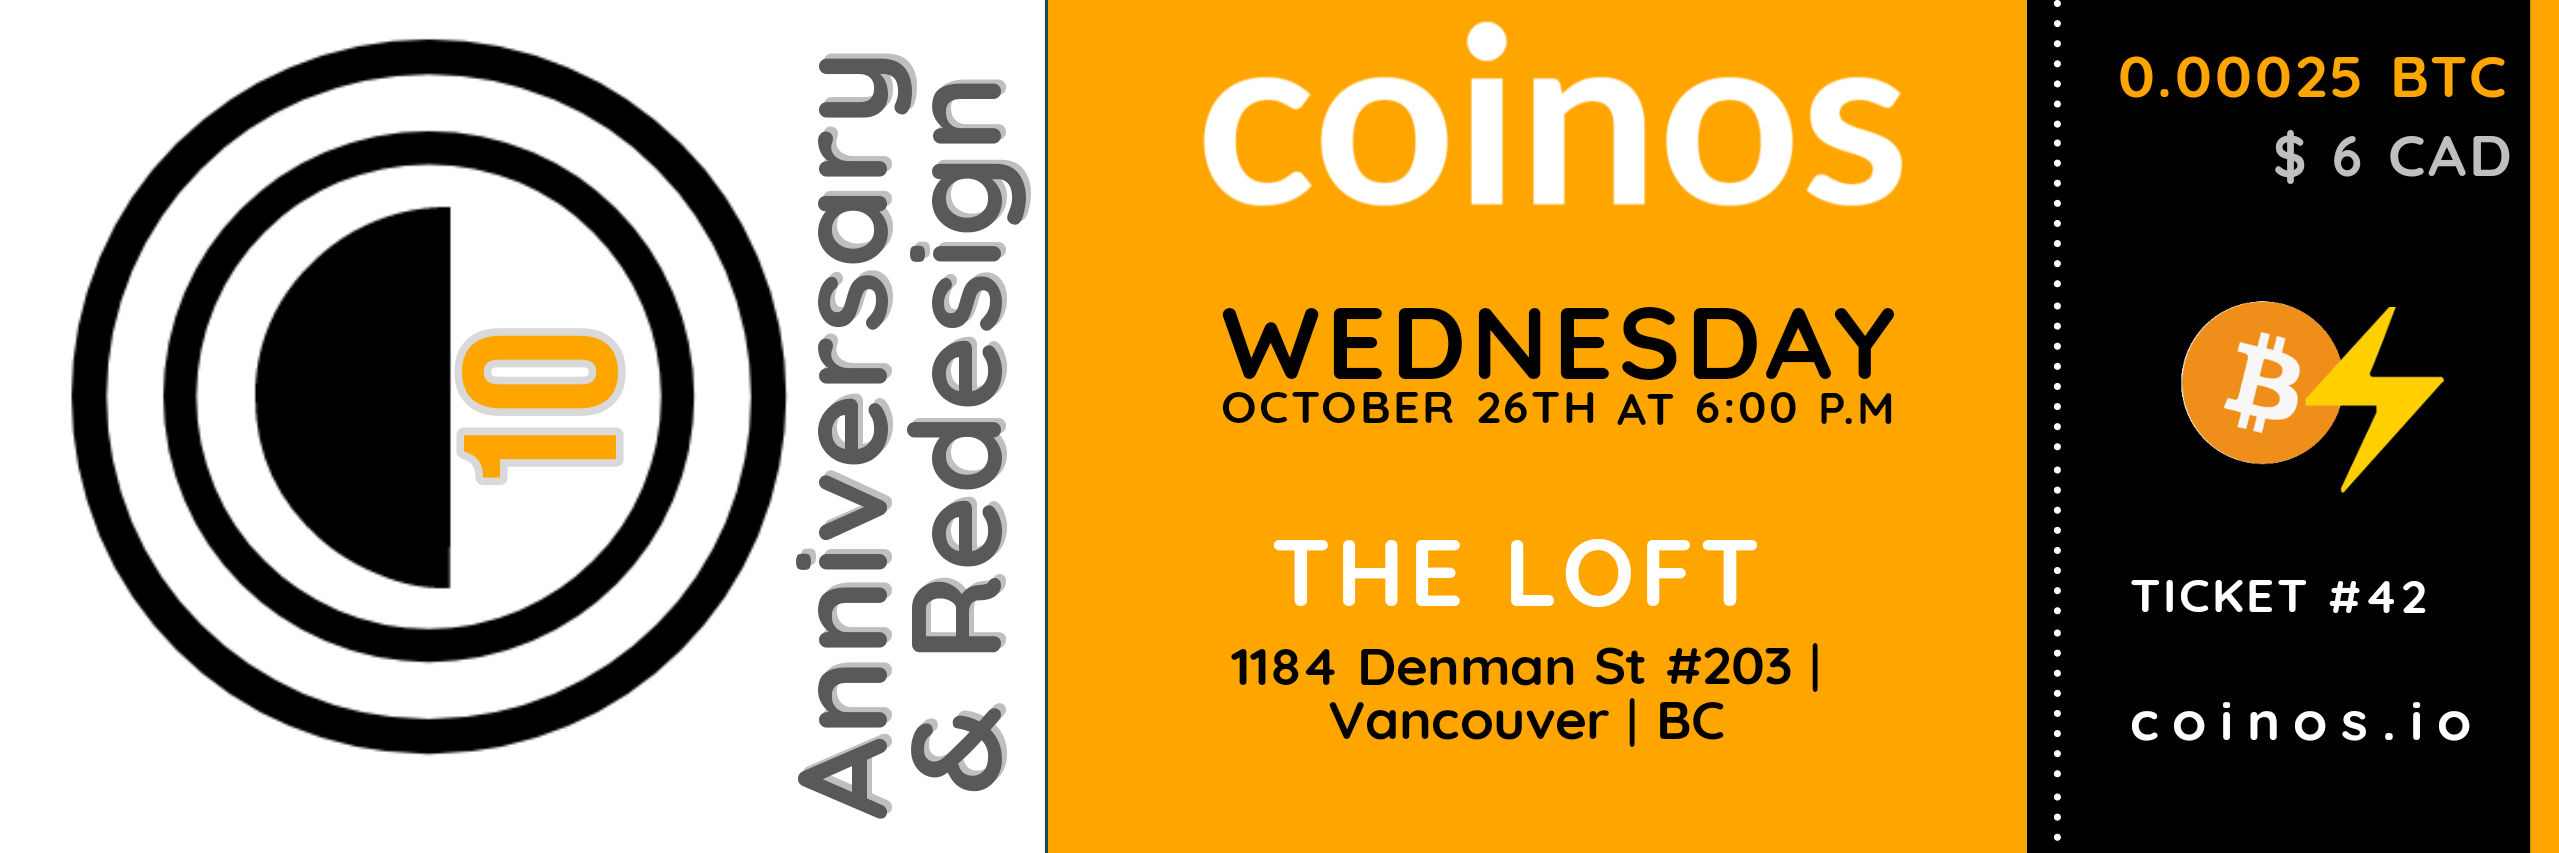 10
Anniversary
& Redesign
coinos
WEDNESDAY
OCTOBER 26TH AT 6:00 P.M
THE LOFT
1184 Denman St #203 |
Vancouver | BC
0.00025 BTC
$ 6 CAD
TICKET #42
coinos.io